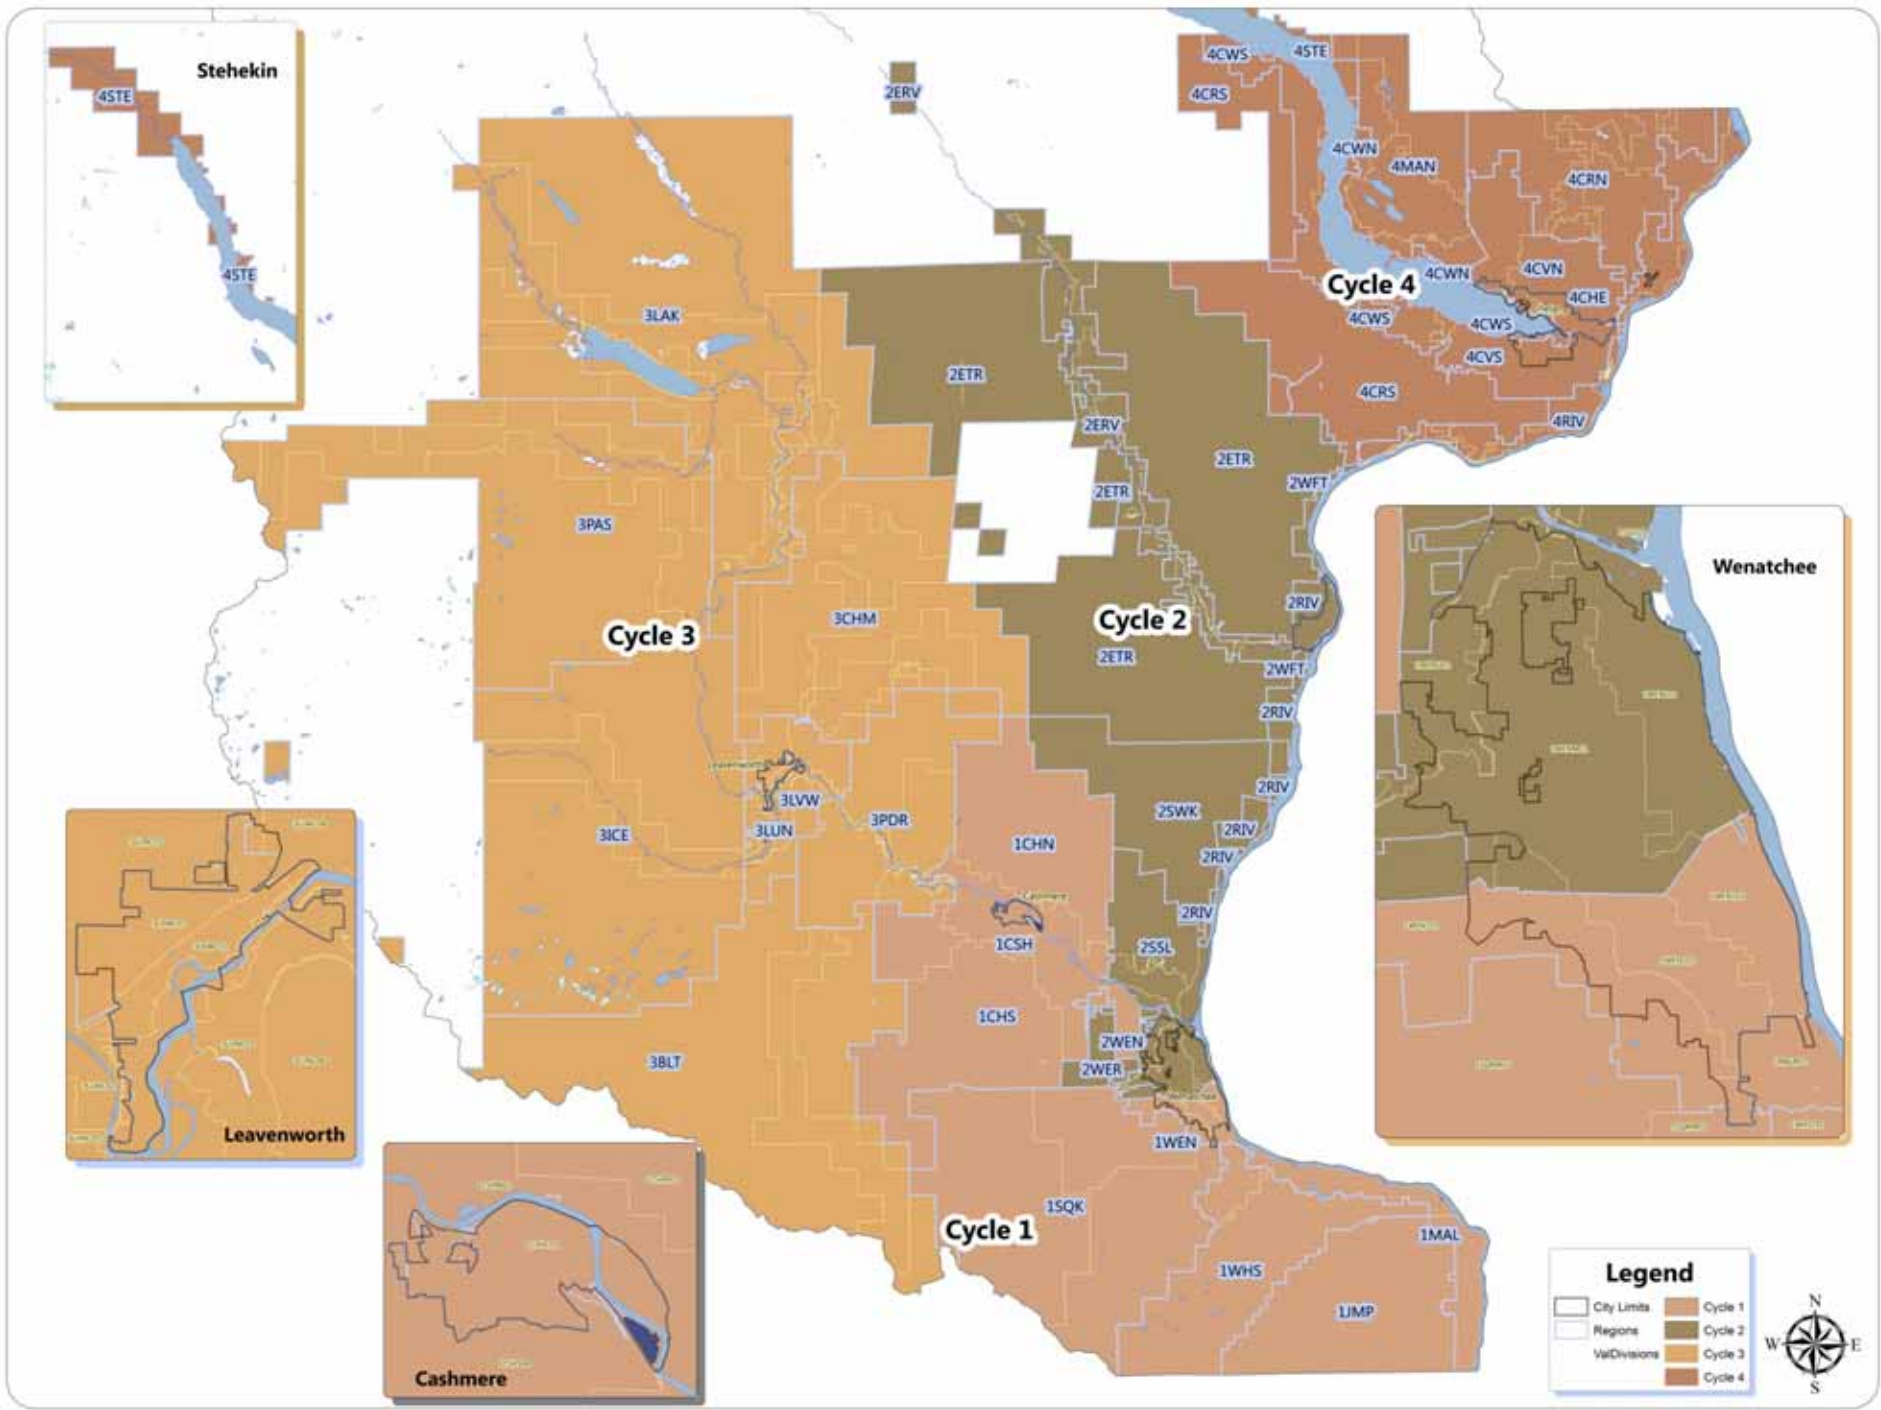 Stehekin
4STE
4STE
2ERV
4CWS
4STE
4CRS
4CWN
4MAN
4CRN
4CWN
4CVN
Cycle 4
4CHE
4CWS
4CWS
4CVS
4CRS
4RIV
3LAK
2ETR
2ERV
2ETR
2WFT
2ETR
3PAS
2RIV
Cycle 3
3CHM
Cycle 2
2ETR
2WFT
2RIV
Wenatchee
Leavenworth
3LVW
3LUN
3ICE
3PDR
2RIV
2SWK
2RIV
2RIV
1CHN
Cashmere
2RIV
1CSH
2SSL
1CHS
2WEN
3BLT
2WER
Wenatchee
1WEN
Leavenworth
1SQK
Cycle 1
1MAL
1WHS
1JMP
Cashmere
Legend
City Limits
Regions
ValDivisions
Cycle 1
Cycle 2
Cycle 3
Cycle 4
N
W
E
S